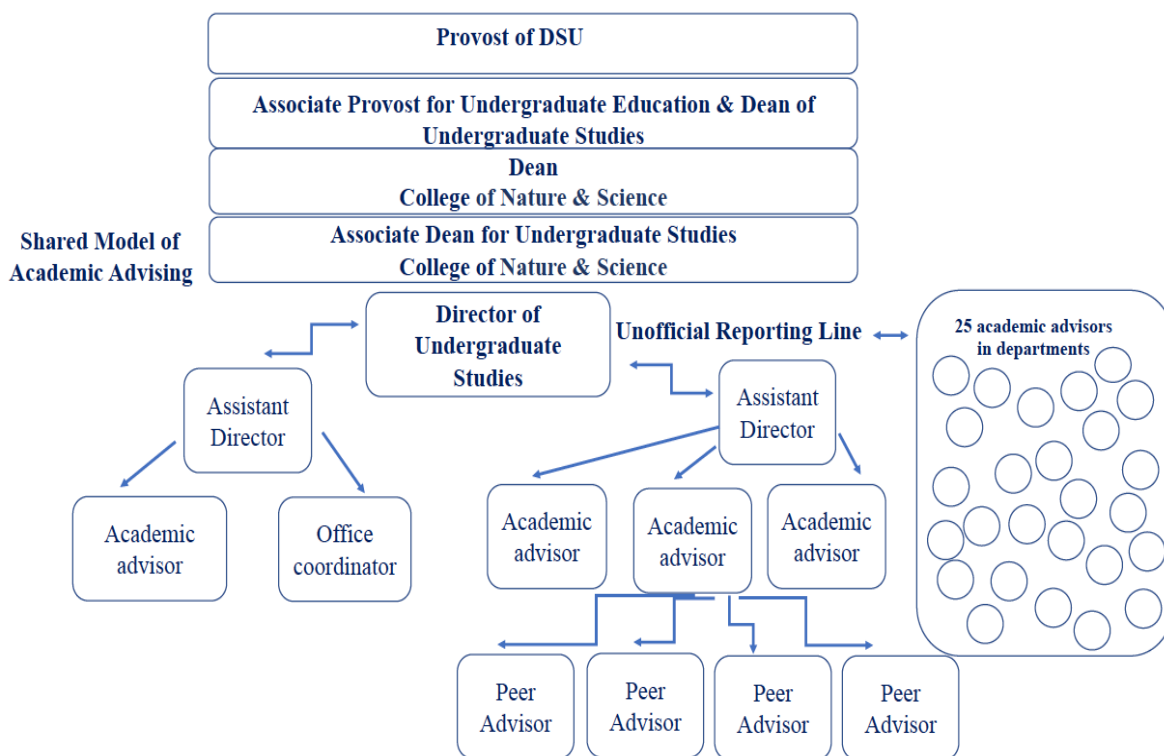 Provost of DSU
Associate Provost for Undergraduate Education & Dean of
Undergraduate Studies
Dean
College of Nature & Science
Shared Model of
Academic Advising
Associate Dean for Undergraduate Studies
College of Nature & Science
Director of
Undergraduate
Studies
Unofficial Reporting Line
25 academic advisors
in departments
Assistant
Director
Assistant
Director
Academic
advisor
Office
coordinator
Academic
advisor
Academic
advisor
Academic
advisor
Peer
Advisor
Peer
Advisor
Peer
Advisor
Peer
Advisor